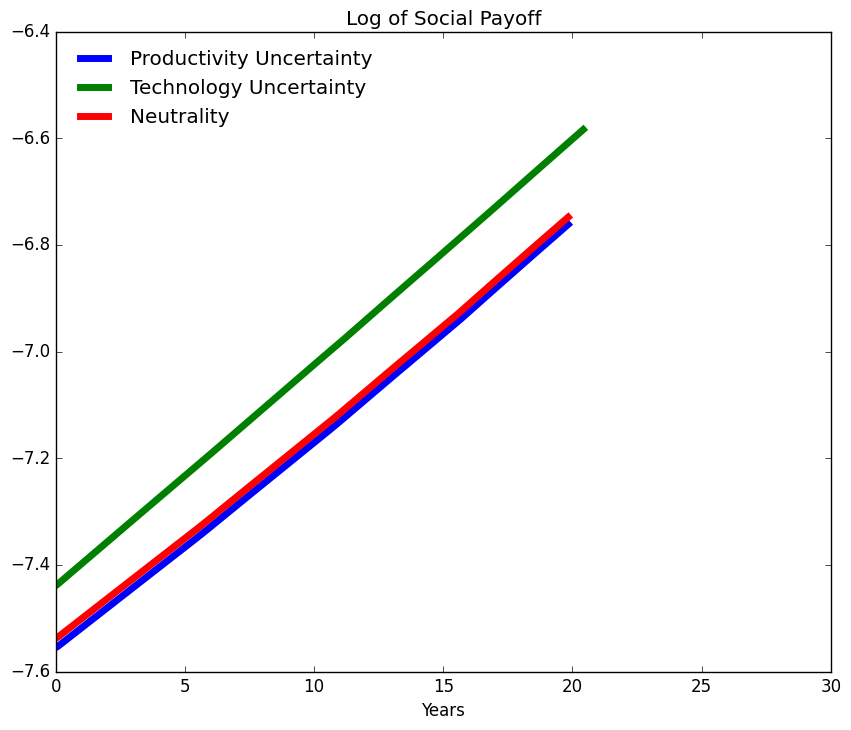 Log of Social Payoff
−6.4
Productivity Uncertainty
Technology Uncertainty
Neutrality
−6.6
−6.8
−7.0
−7.2
−7.4
−7.6
0 5 10 15 20 25 30
Years